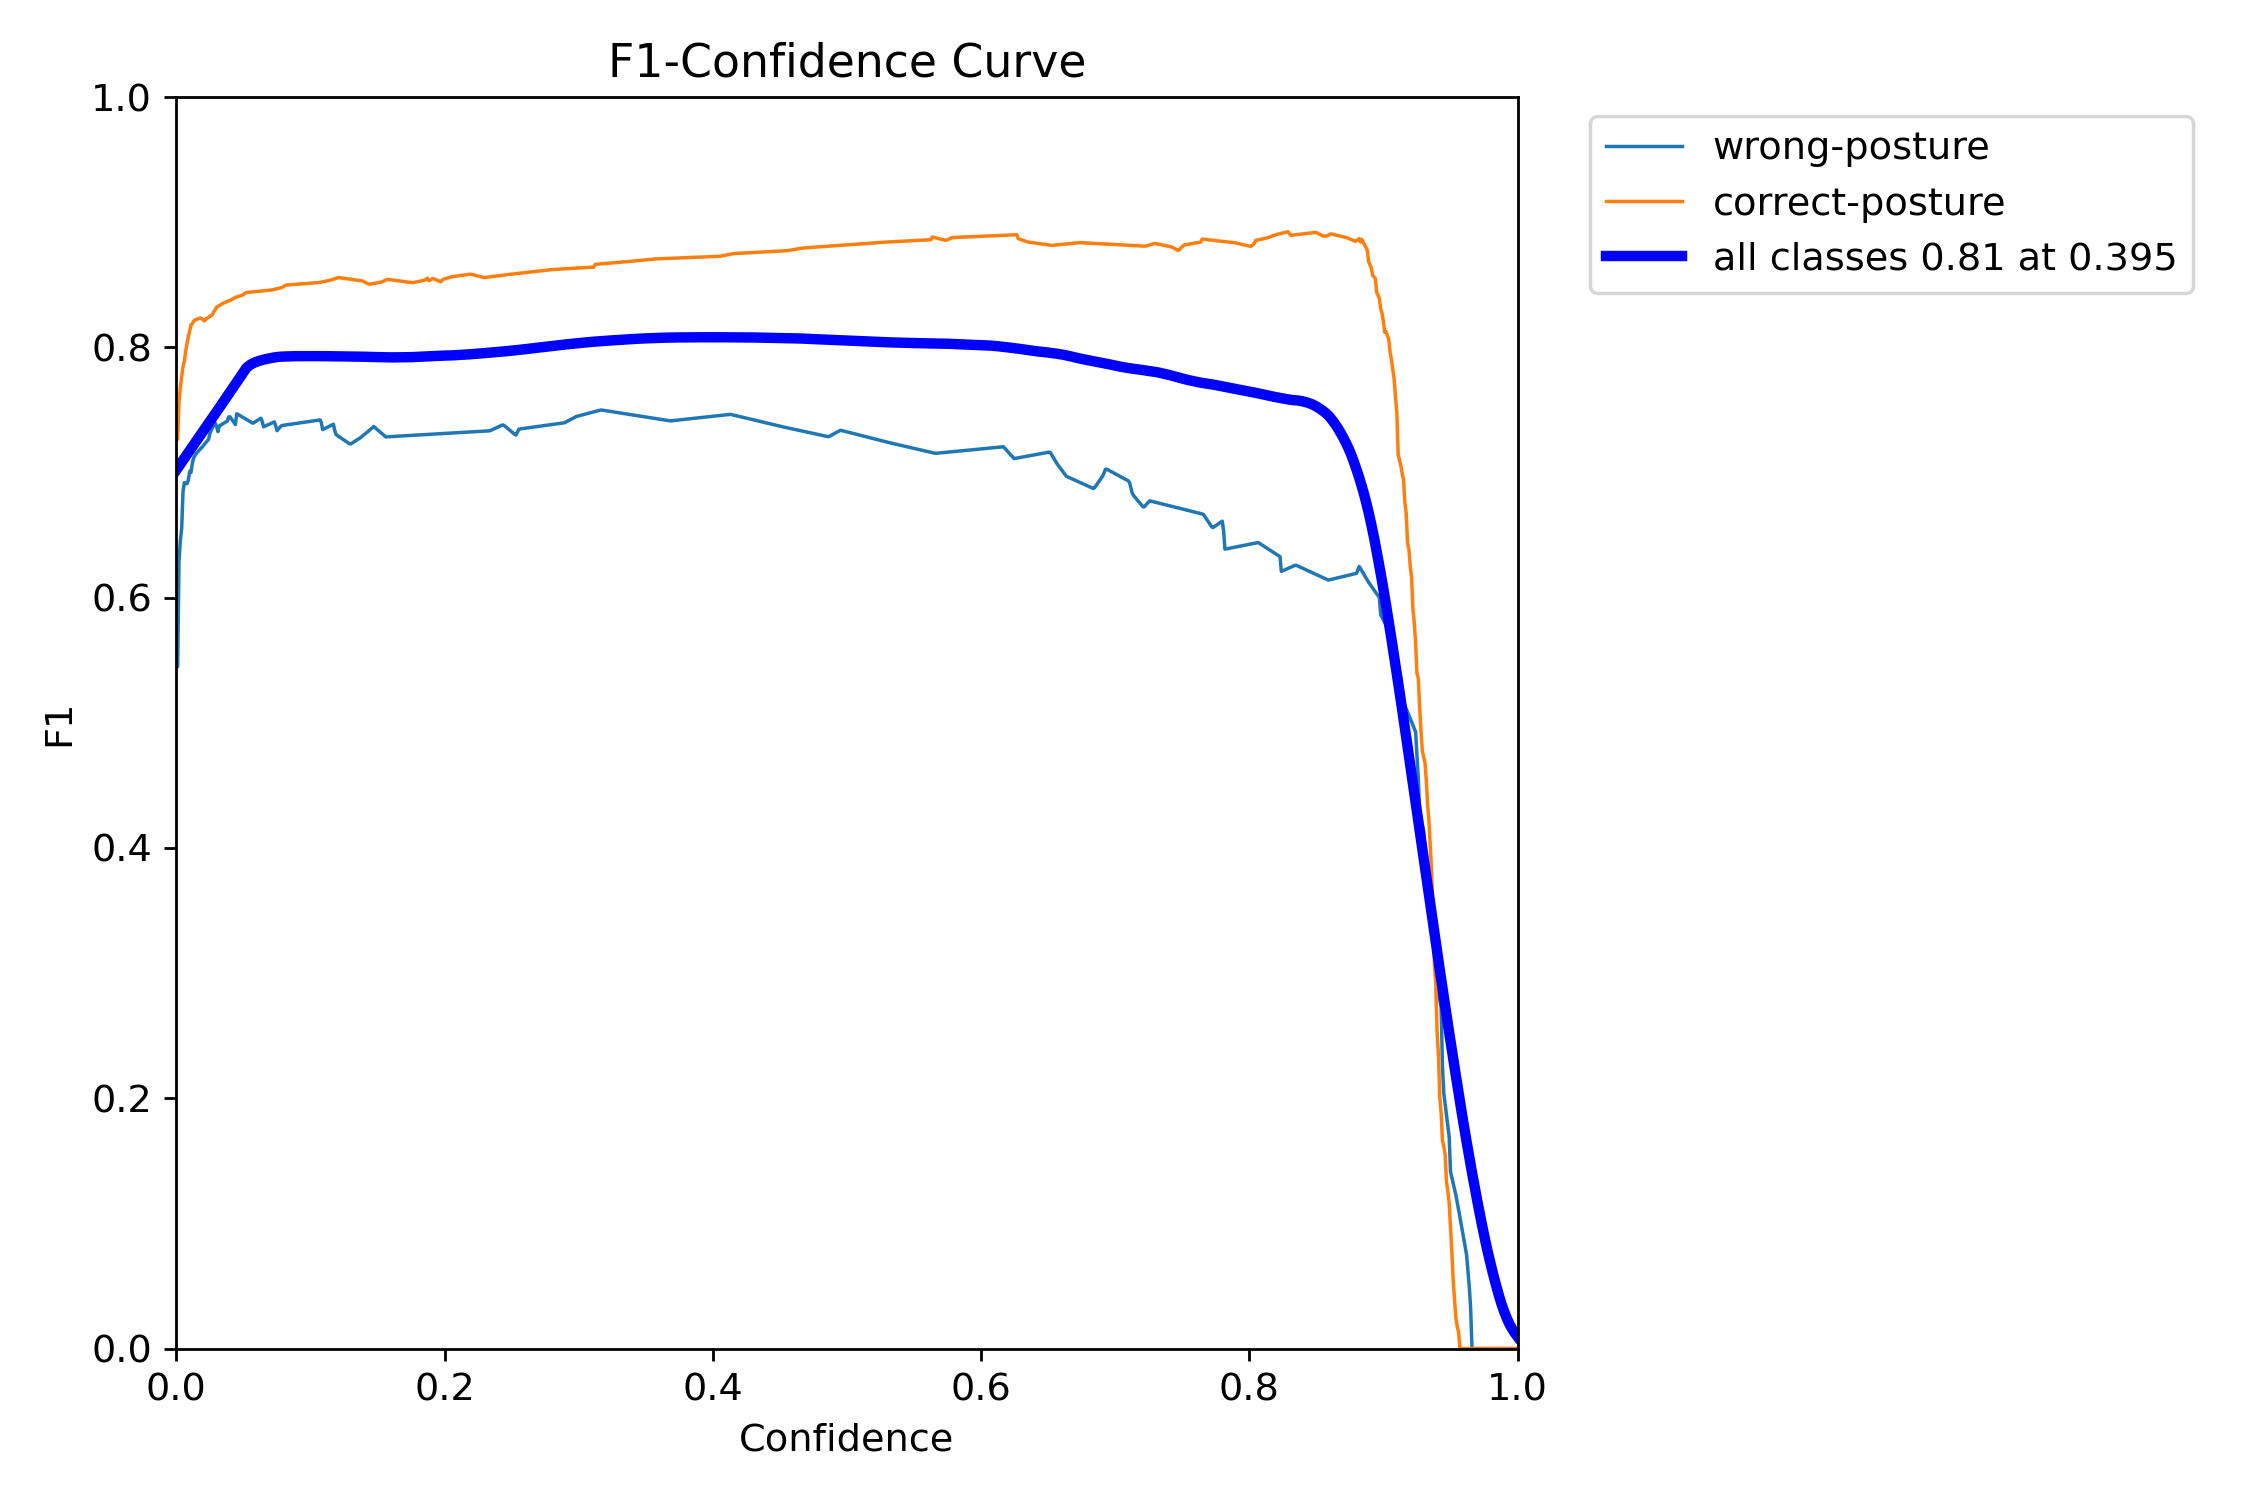 F1-Confidence Curve
1.0
0.8
0.6
0.4
0.2
0.0
F1
0.0 0.2 0.4 0.6 0.8 1.0
Confidence
wrong-posture
correct-posture
all classes 0.81 at 0.395